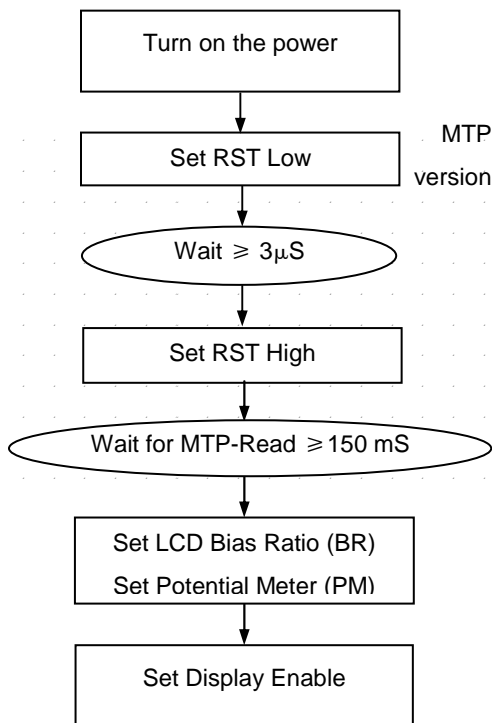 Turn on the power
MTP
version
Set RST Low
Wait ≥ 3μS
Set RST High
Wait for MTP-Read ≥150 mS
Set LCD Bias Ratio (BR)
Set Potential Meter (PM)
Set Display Enable